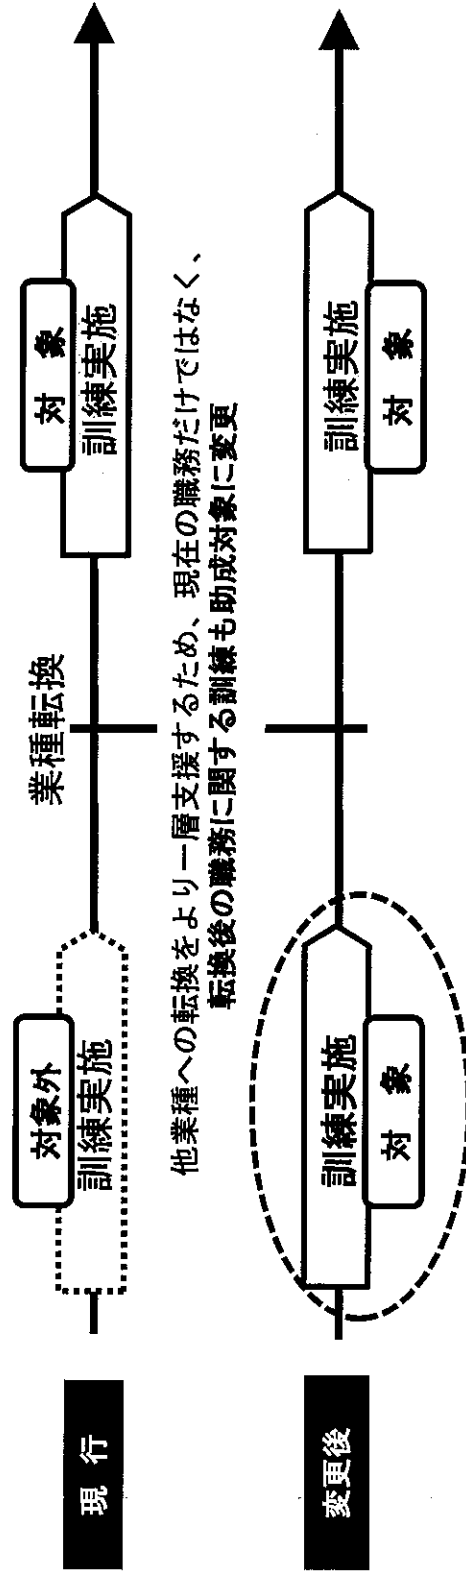 現 行
対象外
訓練実施
業種転換
対 象
訓練実施
他業種への転換をより一層支援するため、現在の職務だけではなく、
転換後の職務に関する訓練も助成対象に変更
変更後
訓練実施
対 象
訓練実施
対 象